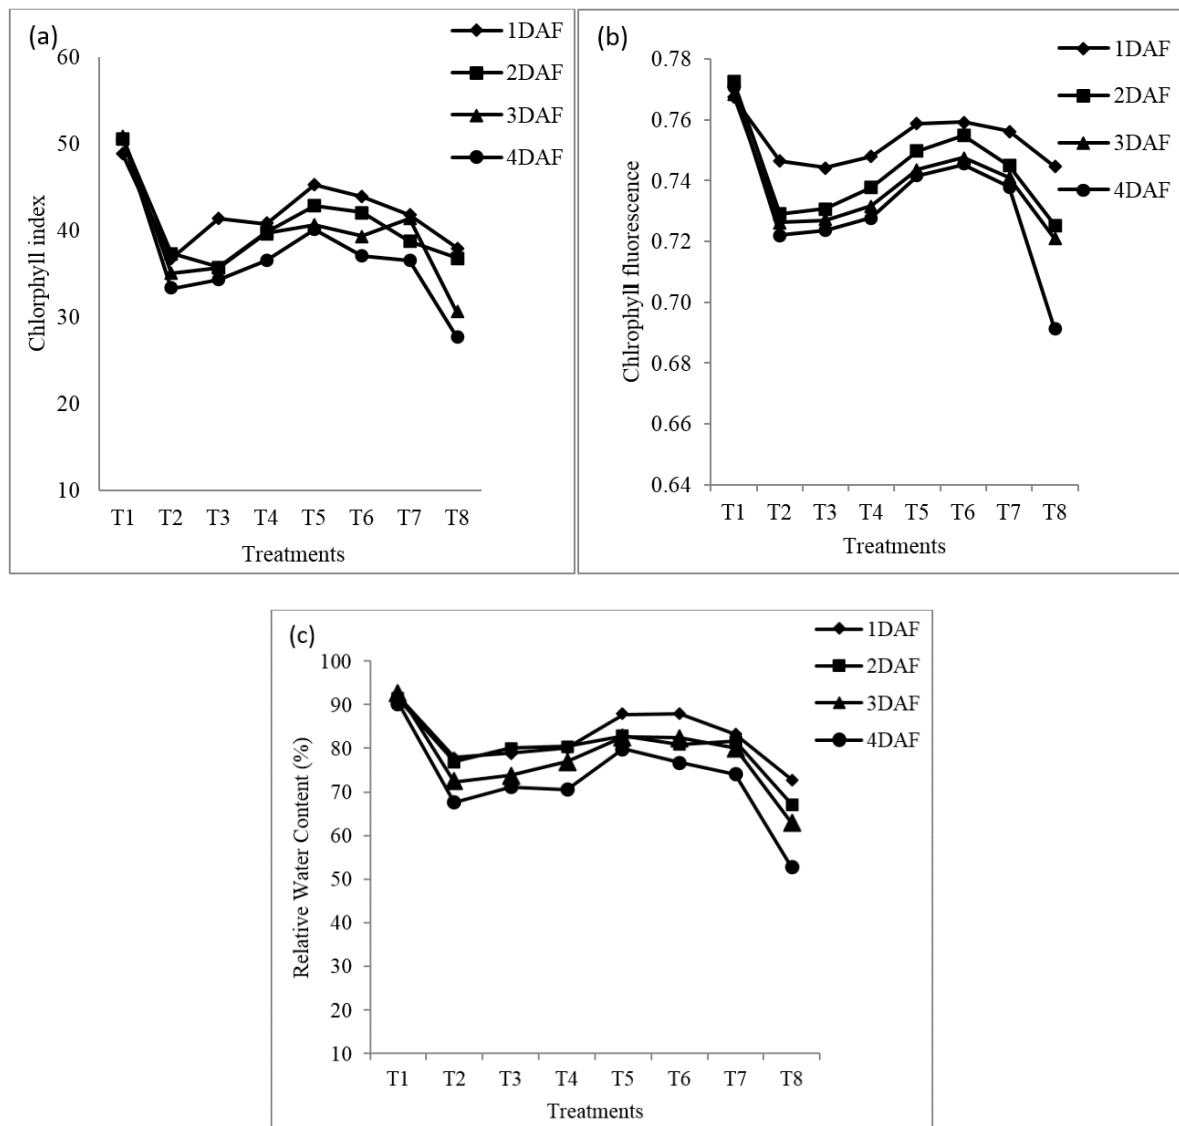 (a)
1DAF
2DAF
3DAF
4DAF
60
50
40
30
20
10
Chlorphyll index
T1 T2 T3 T4 T5 T6 T7 T8
Treatments
(b)
1DAF
2DAF
3DAF
4DAF
0.78
0.76
0.74
0.72
0.70
0.68
0.66
0.64
Chlrophyll fluorescence
T1 T2 T3 T4 T5 T6 T7 T8
Treatments
(c)
1DAF
2DAF
3DAF
4DAF
100
90
80
70
60
50
40
30
20
10
Relative Water Content (%)
T1 T2 T3 T4 T5 T6 T7 T8
Treatments